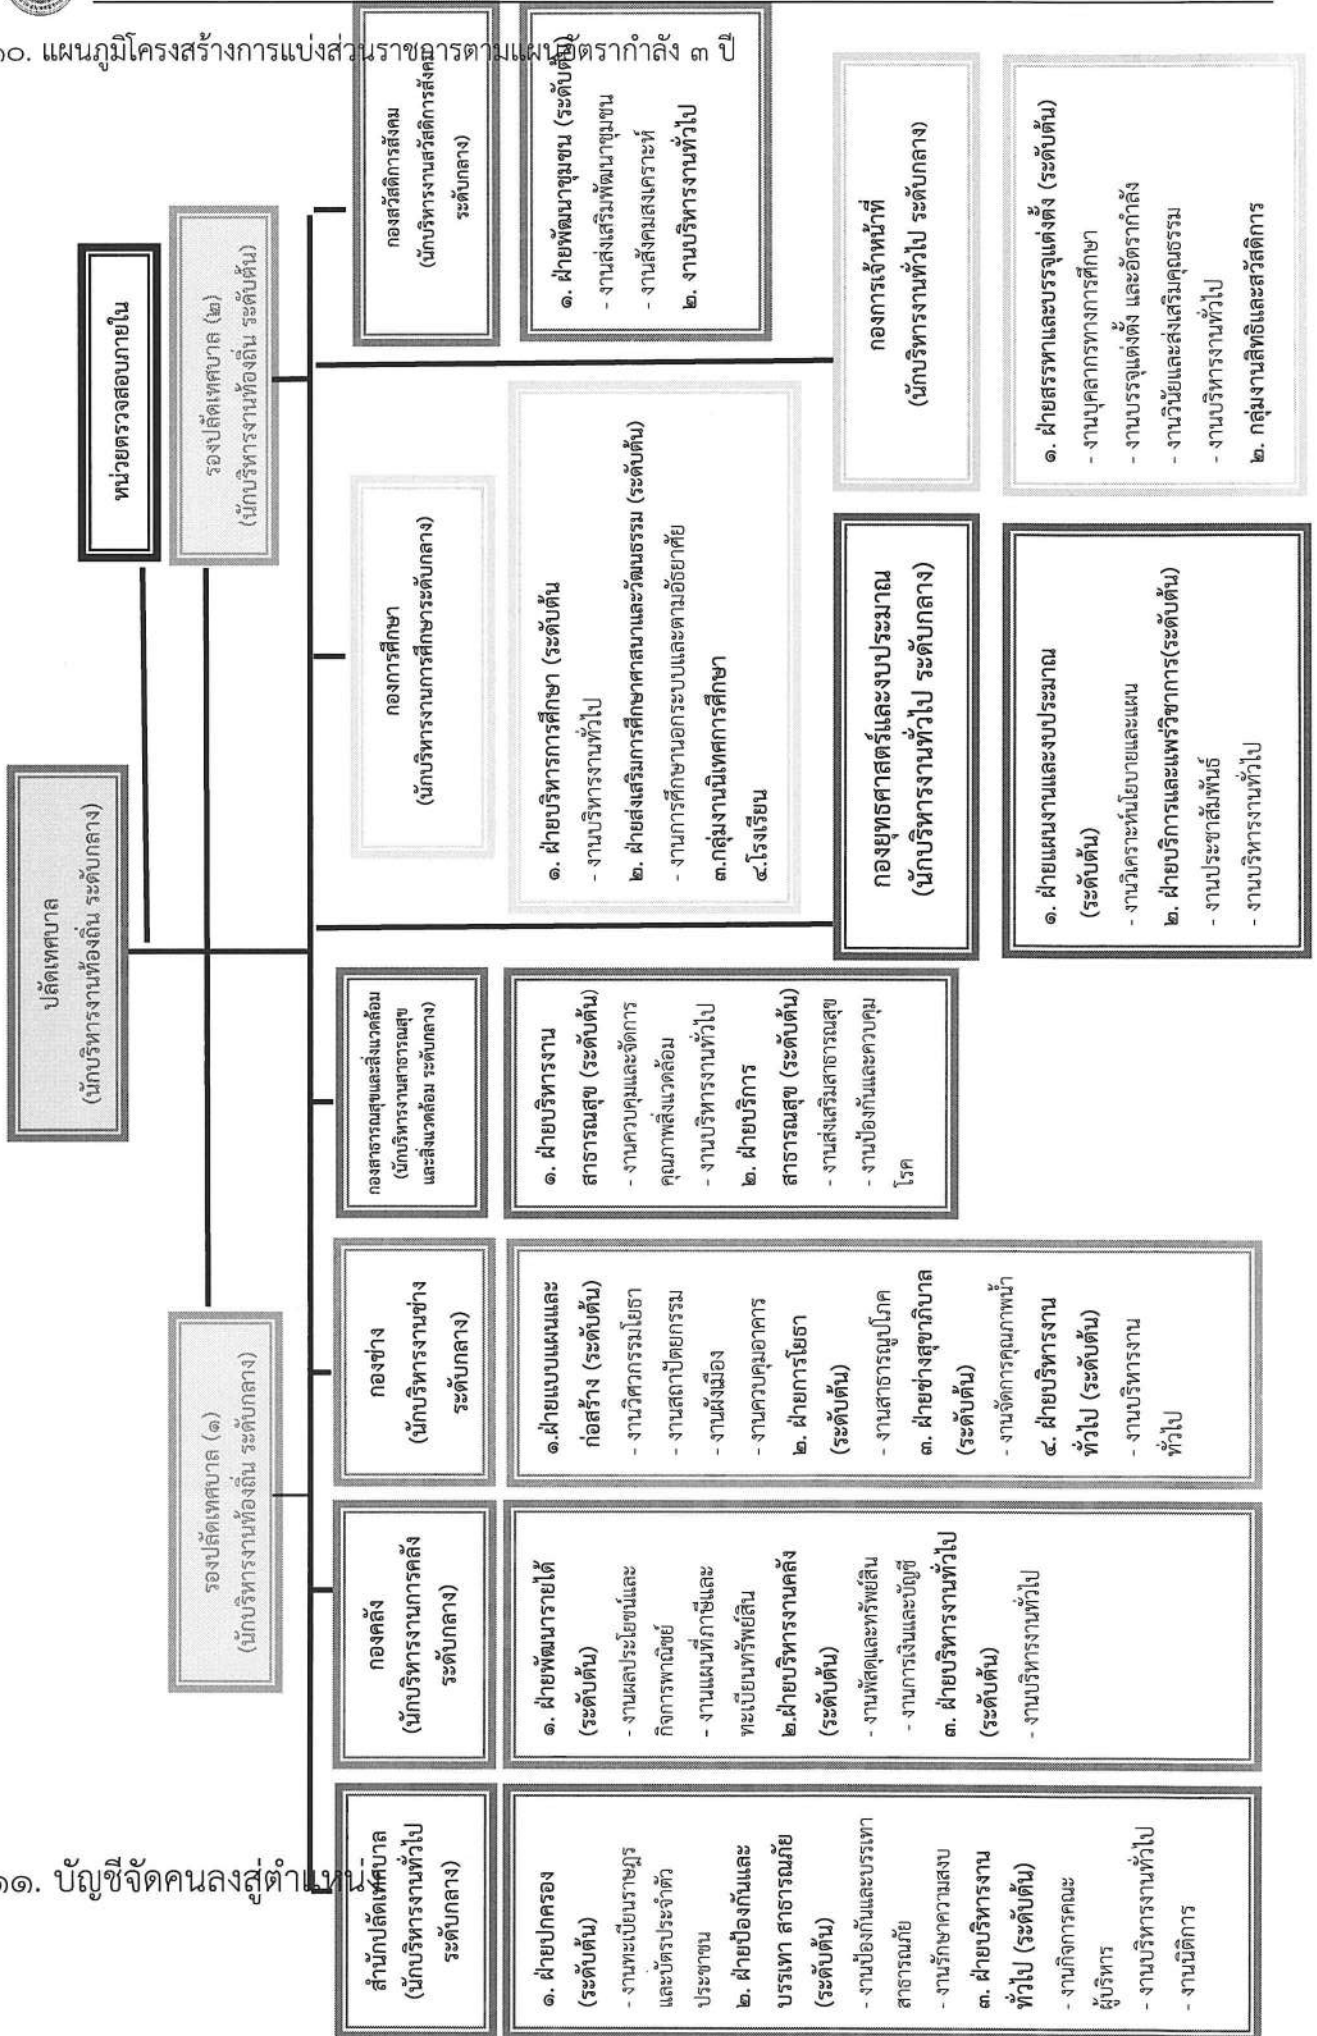 ๑๐. แผนภูมิโครงสร้างการแบ่งส่วนราชการตามแผนอัตรากำลัง ๓ ปี
ปลัดเทศบาล
(นักบริหารงานท้องถิ่น ระดับกลาง)
หน่วยตรวจสอบภายใน
รองปลัดเทศบาล (๑)
(นักบริหารงานท้องถิ่น ระดับกลาง)
รองปลัดเทศบาล (๒)
(นักบริหารงานท้องถิ่น ระดับต้น)
สำนักปลัดเทศบาล
(นักบริหารงานทั่วไป
ระดับกลาง)
๑. ฝ่ายปกครอง
(ระดับต้น)
- งานทะเบียนราษฎร
และบัตรประจำตัว
ประชาชน
๒. ฝ่ายป้องกันและ
บรรเทา สาธารณภัย
(ระดับต้น)
- งานป้องกันและบรรเทา
สาธารณภัย
- งานรักษาความสงบ
๓. ฝ่ายบริหารงาน
ทั่วไป (ระดับต้น)
- งานกิจการคณะ
ผู้บริหาร
- งานบริหารงานทั่วไป
- งานนิติการ
กองคลัง
(นักบริหารงานการคลัง
ระดับกลาง)
๑. ฝ่ายพัฒนารายได้
(ระดับต้น)
- งานผลประโยชน์และ
กิจการพาณิชย์
- งานแผนที่ภาษีและ
ทะเบียนทรัพย์สิน
๒.ฝ่ายบริหารงานคลัง
(ระดับต้น)
- งานพัสดุและทรัพย์สิน
- งานการเงินและบัญชี
๓. ฝ่ายบริหารงานทั่วไป
(ระดับต้น)
- งานบริหารงานทั่วไป
กองช่าง
(นักบริหารงานช่าง
ระดับกลาง)
๑.ฝ่ายแบบแผนและ
ก่อสร้าง (ระดับต้น)
- งานวิศวกรรมโยธา
- งานสถาปัตยกรรม
- งานผังเมือง
- งานควบคุมอาคาร
๒. ฝ่ายการโยธา
(ระดับต้น)
- งานสาธารณูปโภค
๓. ฝ่ายช่างสุขาภิบาล
(ระดับต้น)
- งานจัดการคุณภาพน้ำ
๔. ฝ่ายบริหารงาน
ทั่วไป (ระดับต้น)
- งานบริหารงาน
ทั่วไป
กองสาธารณสุขและสิ่งแวดล้อม
(นักบริหารงานสาธารณสุข
และสิ่งแวดล้อม ระดับกลาง)
๑. ฝ่ายบริหารงาน
สาธารณสุข (ระดับต้น)
- งานควบคุมและจัดการ
คุณภาพสิ่งแวดล้อม
- งานบริหารงานทั่วไป
๒. ฝ่ายบริการ
สาธารณสุข (ระดับต้น)
- งานส่งเสริมสาธารณสุข
- งานป้องกันและควบคุม
โรค
กองการศึกษา
(นักบริหารงานการศึกษาระดับกลาง)
๑. ฝ่ายบริหารการศึกษา (ระดับต้น
- งานบริหารงานทั่วไป
๒. ฝ่ายส่งเสริมการศึกษาศาสนาและวัฒนธรรม (ระดับต้น)
- งานการศึกษานอกระบบและตามอัธยาศัย
๓.กลุ่มงานนิเทศการศึกษา
๔.โรงเรียน
กองสวัสดิการสังคม
(นักบริหารงานสวัสดิการสังคม
ระดับกลาง)
๑. ฝ่ายพัฒนาชุมชน (ระดับต้น)
- งานส่งเสริมพัฒนาชุมชน
- งานสังคมสงเคราะห์
๒. งานบริหารงานทั่วไป
กองยุทธศาสตร์และงบประมาณ
(นักบริหารงานทั่วไป ระดับกลาง)
๑. ฝ่ายแผนงานและงบประมาณ
(ระดับต้น)
- งานวิเคราะห์นโยบายและแผน
๒. ฝ่ายบริการและแพร่วิชาการ(ระดับต้น)
- งานประชาสัมพันธ์
- งานบริหารงานทั่วไป
กองการเจ้าหน้าที่
(นักบริหารงานทั่วไป ระดับกลาง)
๑. ฝ่ายสรรหาและบรรจุแต่งตั้ง (ระดับต้น)
- งานบุคลากรทางการศึกษา
- งานบรรจุแต่งตั้ง และอัตรากำลัง
- งานวินัยและส่งเสริมคุณธรรม
- งานบริหารงานทั่วไป
๒. กลุ่มงานสิทธิและสวัสดิการ
๑๑. บัญชีจัดคนลงสู่ตำแหน่ง